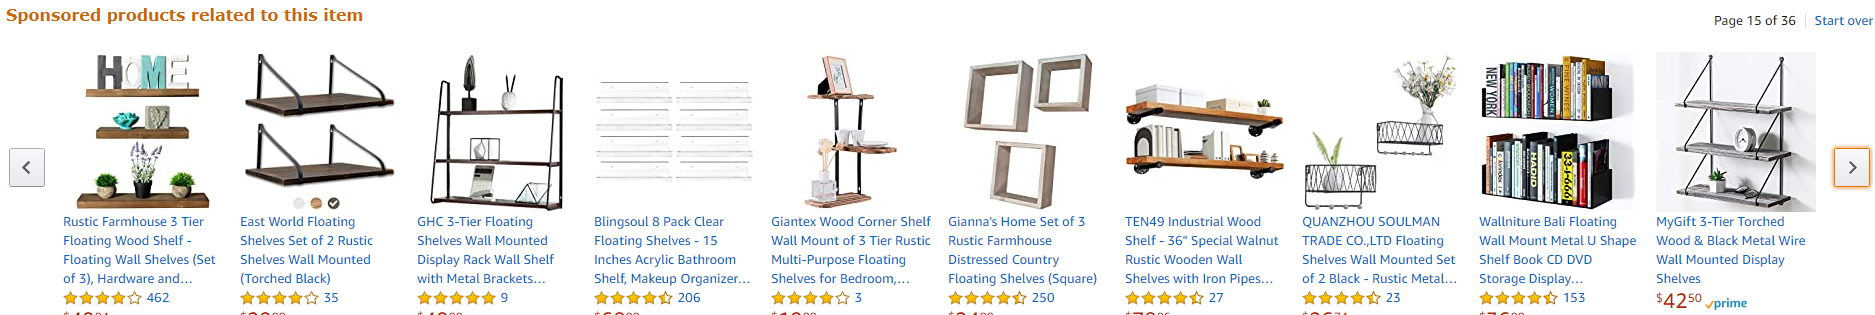 Sponsored products related to this item
Page 15 of 36
Start over
HOME
NEW YORK
HADID
Rustic Farmhouse 3 Tier
Floating Wood Shelf -
Floating Wall Shelves (Set
of 3), Hardware and...
462
East World Floating
Shelves Set of 2 Rustic
Shelves Wall Mounted
(Torched Black)
35
GHC 3-Tier Floating
Shelves Wall Mounted
Display Rack Wall Shelf
with Metal Brackets...
9
Blingsoul 8 Pack Clear
Floating Shelves - 15
Inches Acrylic Bathroom
Shelf, Makeup Organizer...
206
Giantex Wood Corner Shelf
Wall Mount of 3 Tier Rustic
Multi-Purpose Floating
Shelves for Bedroom,...
3
Gianna's Home Set of 3
Rustic Farmhouse
Distressed Country
Floating Shelves (Square)
250
TEN49 Industrial Wood
Shelf - 36" Special Walnut
Rustic Wooden Wall
Shelves with Iron Pipes...
27
QUANZHOU SOULMAN
TRADE CO.,LTD Floating
Shelves Wall Mounted Set
of 2 Black - Rustic Metal...
23
Wallniture Bali Floating
Wall Mount Metal U Shape
Shelf Book CD DVD
Storage Display...
153
MyGift 3-Tier Torched
Wood & Black Metal Wire
Wall Mounted Display
Shelves
$42 50 prime